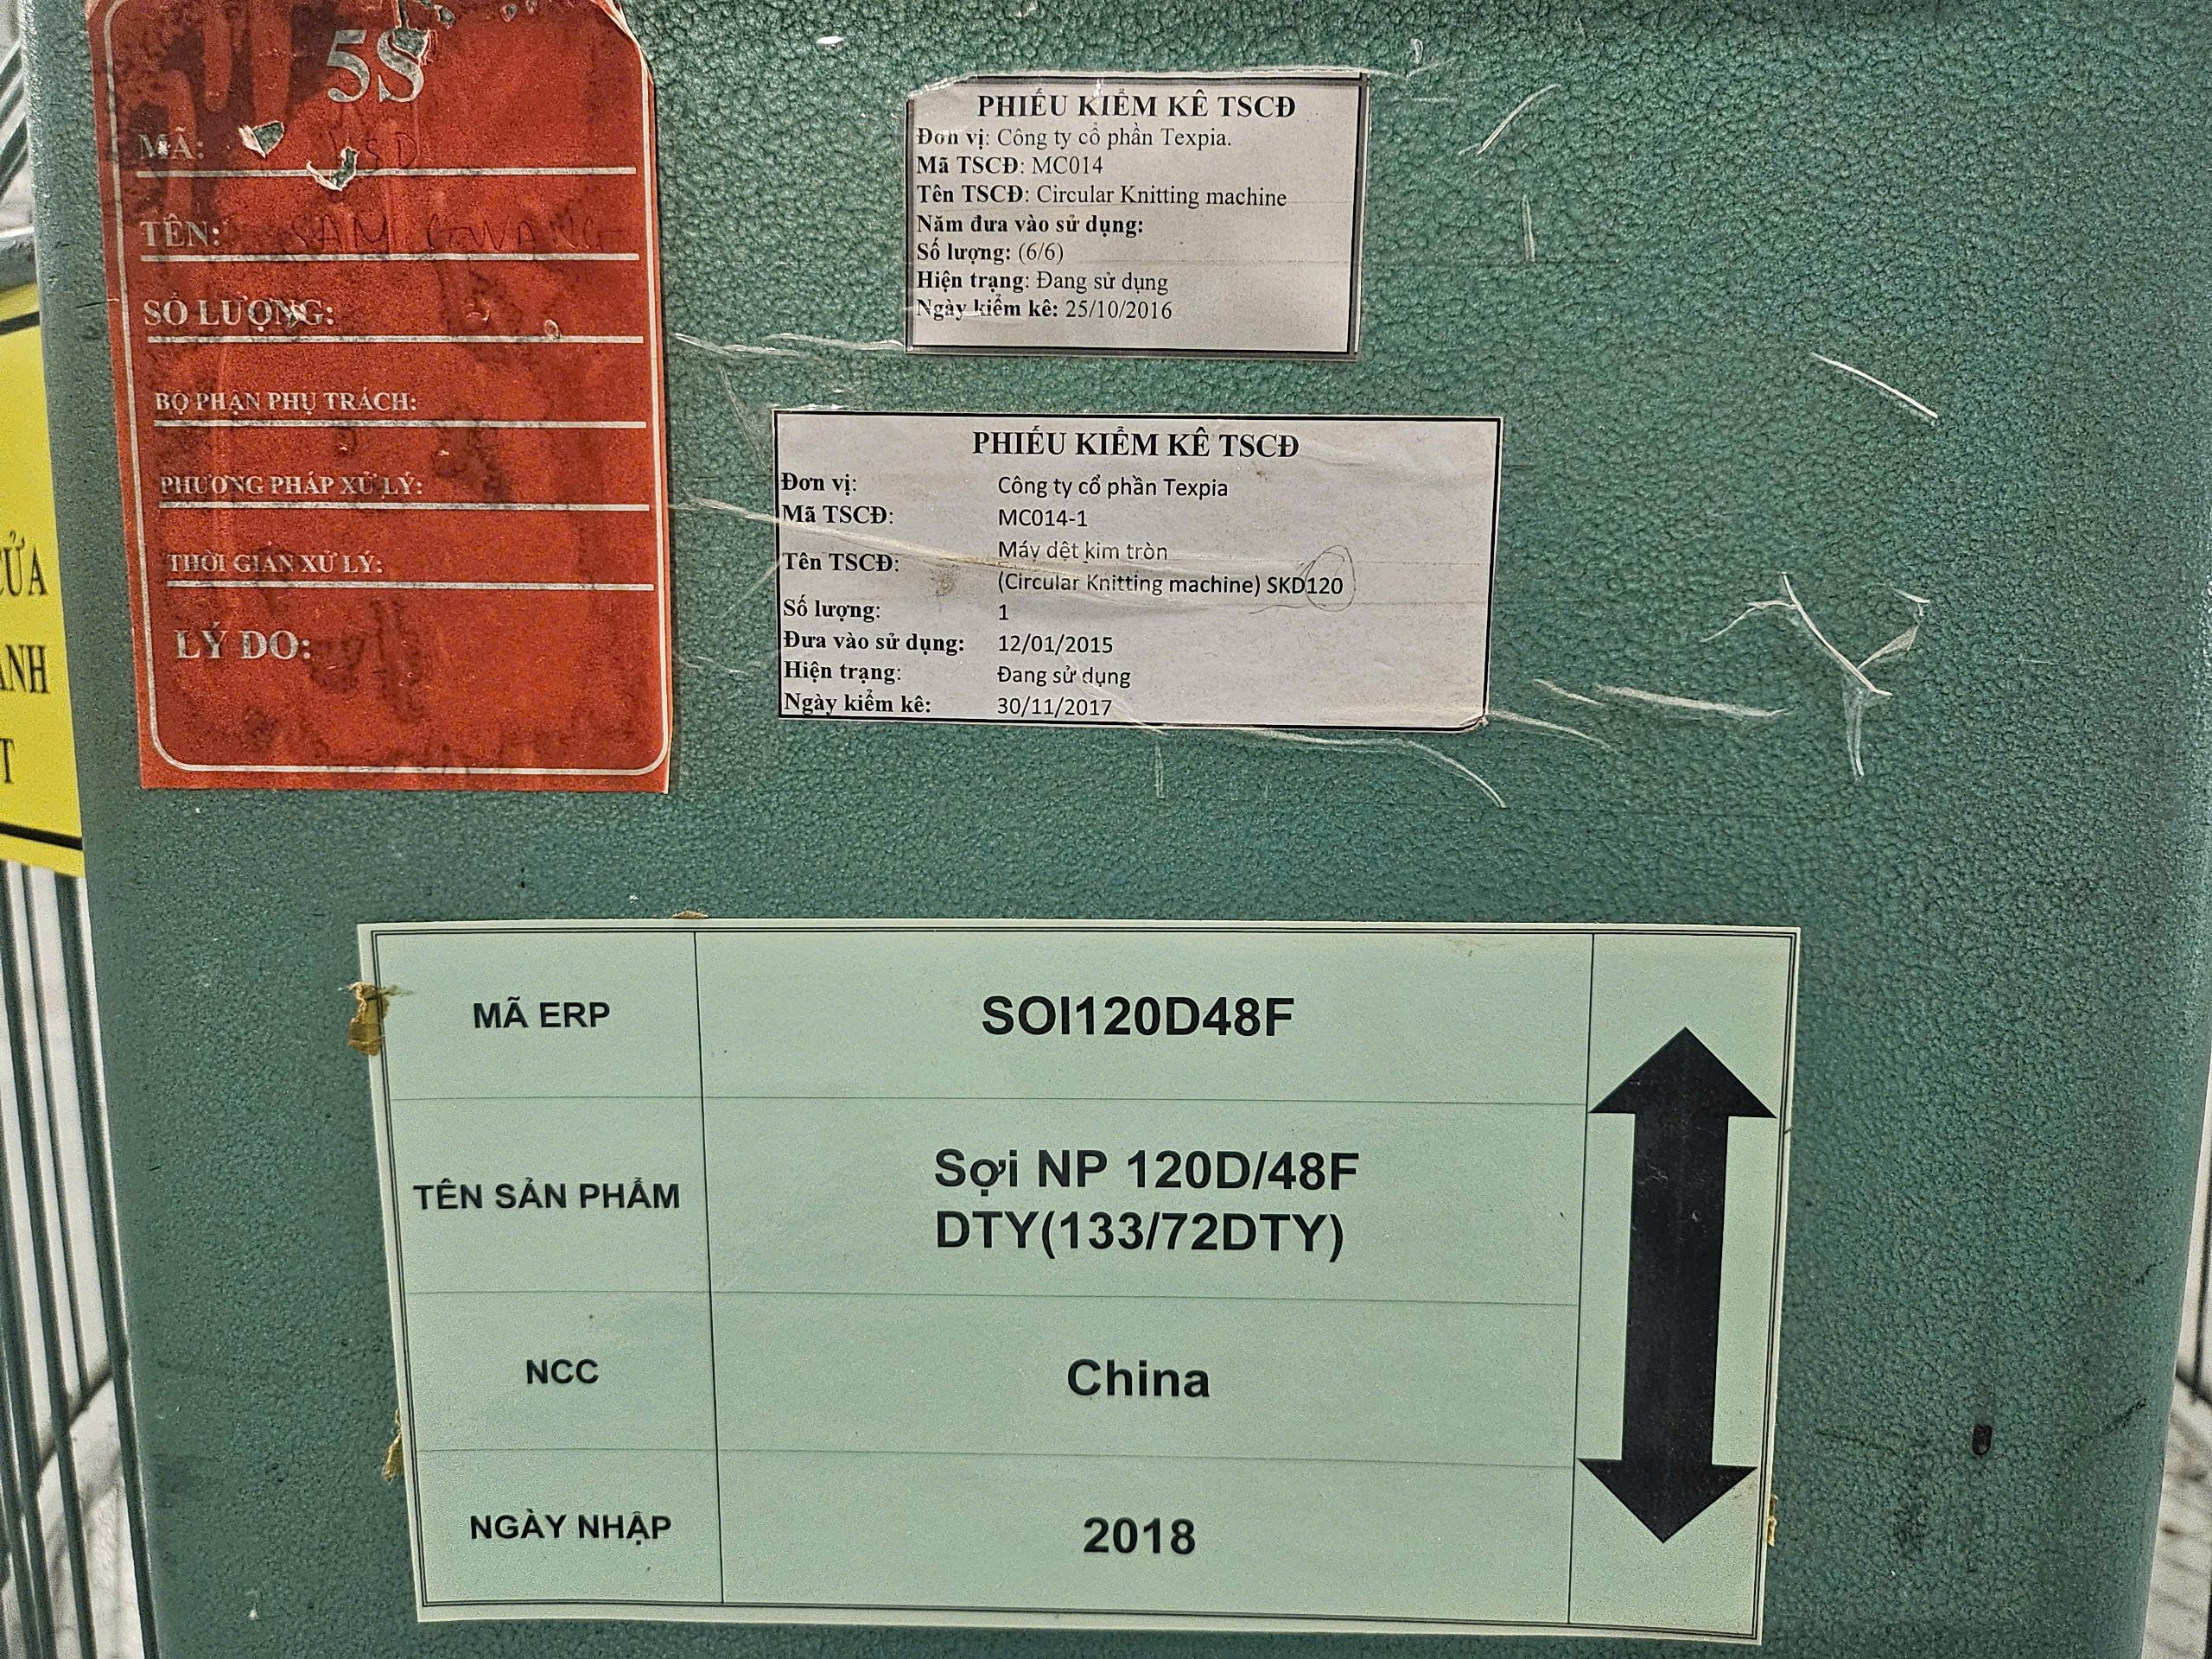 5S
MÃ:
TÊN: SAM
SỐ LƯỢNG:
BỘ PHẬN PHỤ TRÁCH:
PHƯƠNG PHÁP XỬ LÝ:
THỜI GIAN XỬ LÝ:
LÝ DO:
PHIẾU KIỂM KÊ TSCĐ
Đơn vị: Công ty cổ phần Texpia.
Mã TSCĐ: MC014
Tên TSCĐ: Circular Knitting machine
Năm đưa vào sử dụng:
Số lượng: (6/6)
Hiện trạng: Đang sử dụng
Ngày kiểm kê: 25/10/2016
PHIẾU KIỂM KÊ TSCĐ
Đơn vị: Công ty cổ phần Texpia
Mã TSCĐ: MC014-1
Tên TSCĐ: Máy dệt kim tròn
(Circular Knitting machine) SKD120
Số lượng: 1
Đưa vào sử dụng: 12/01/2015
Hiện trạng: Đang sử dụng
Ngày kiểm kê: 30/11/2017
MÃ ERP SOI120D48F
TÊN SẢN PHẨM Sợi NP 120D/48F
DTY(133/72DTY)
NCC China
NGÀY NHẬP 2018